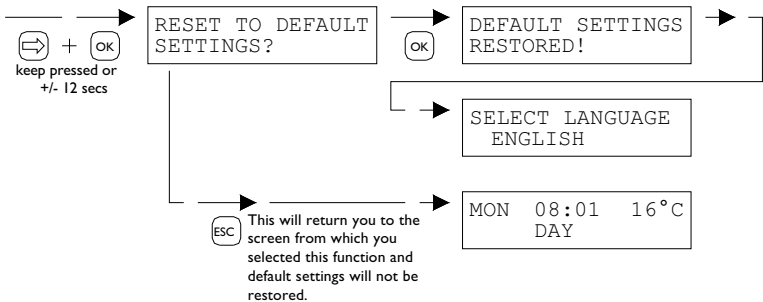 OK
keep pressed or
+/- 12 secs
RESET TO DEFAULT
SETTINGS?
OK
DEFAULT SETTINGS
RESTORED!
SELECT LANGUAGE
ENGLISH
ESC
This will return you to the
screen from which you
selected this function and
default settings will not be
restored.
MON 08:01 16°C
DAY